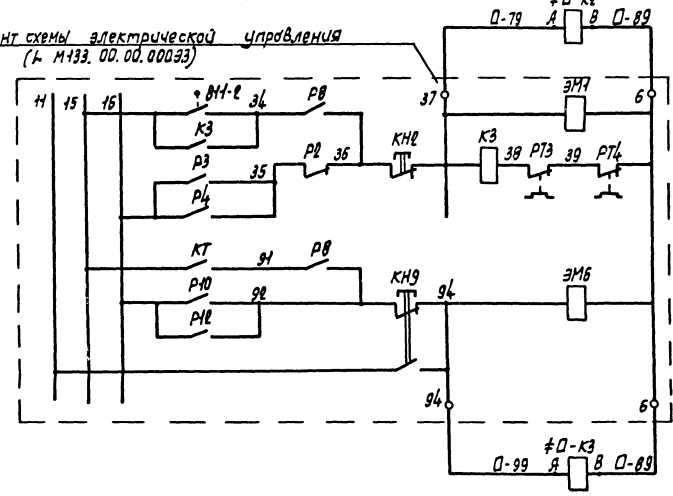 ≠ D-К2
D-79 А В D-89
нт схемы электрической управления
(Ь М133. 00. 00. 000ЭЗ)
11 15 16 ВП-2 34 Р8 37 ЭМ7 6
К3 КН2 К3 38 РТ3 39 РТ4
Р3 35 Р2 36
Р4
КТ 91 Р8
Р10 92 КН9 94 ЭМ6
Р12
94 6
≠ D-К3
D-99 А В D-89